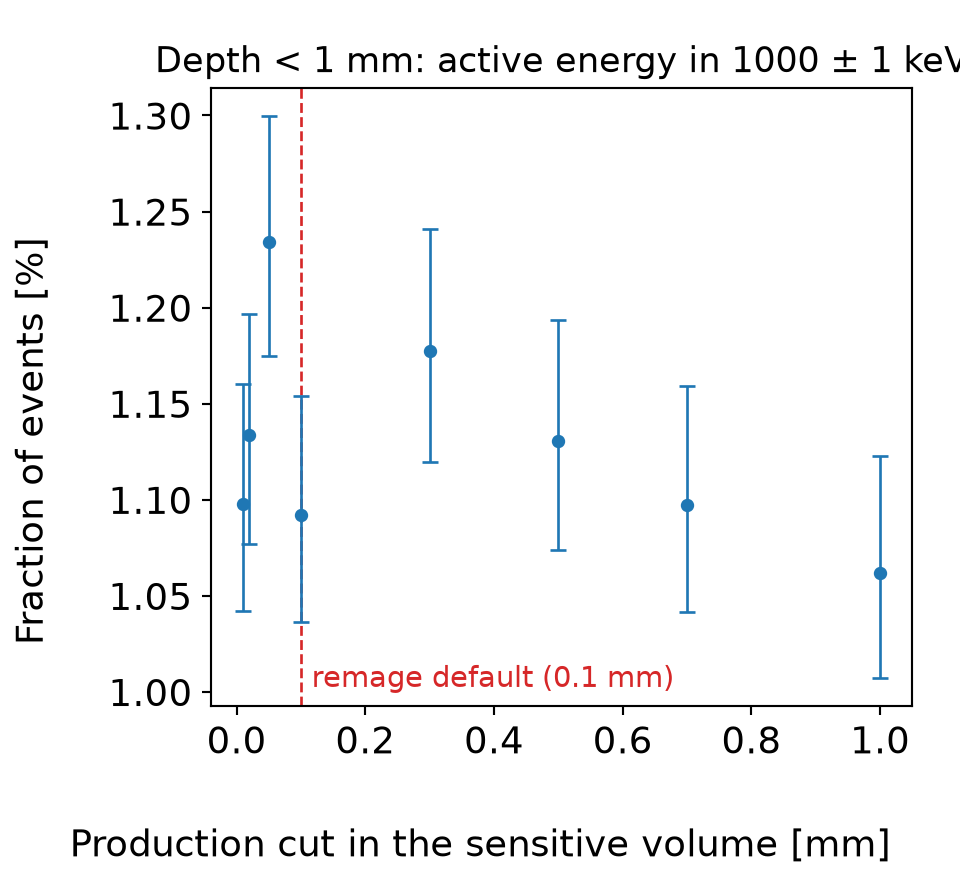 Depth < 1 mm: active energy in 1000 ± 1 keV
Fraction of events [%]
1.30
1.25
1.20
1.15
1.10
1.05
1.00
remage default (0.1 mm)
0.0 0.2 0.4 0.6 0.8 1.0
Production cut in the sensitive volume [mm]